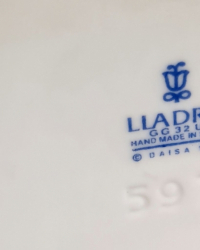 LLADR
GG 32 U
HAND MADE IN
© DAISA
59